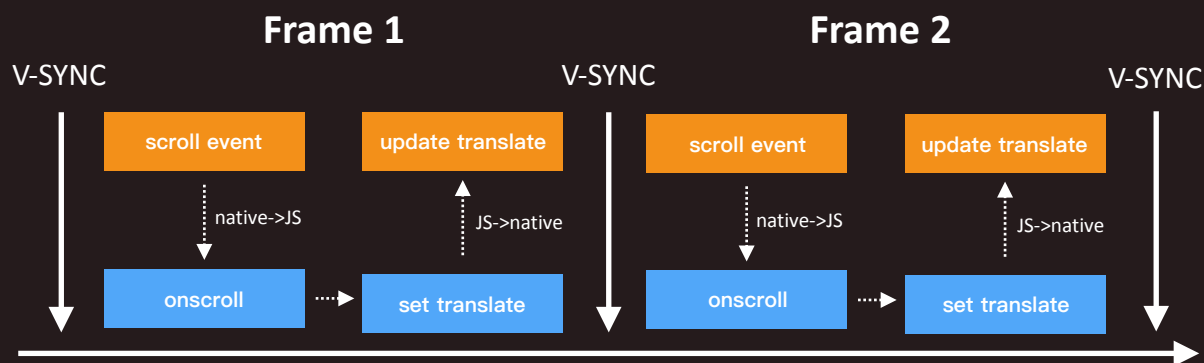 Frame 1
Frame 2
V-SYNC
V-SYNC
V-SYNC
scroll event
update translate
scroll event
update translate
native->JS
JS->native
native->JS
JS->native
onscroll
set translate
onscroll
set translate